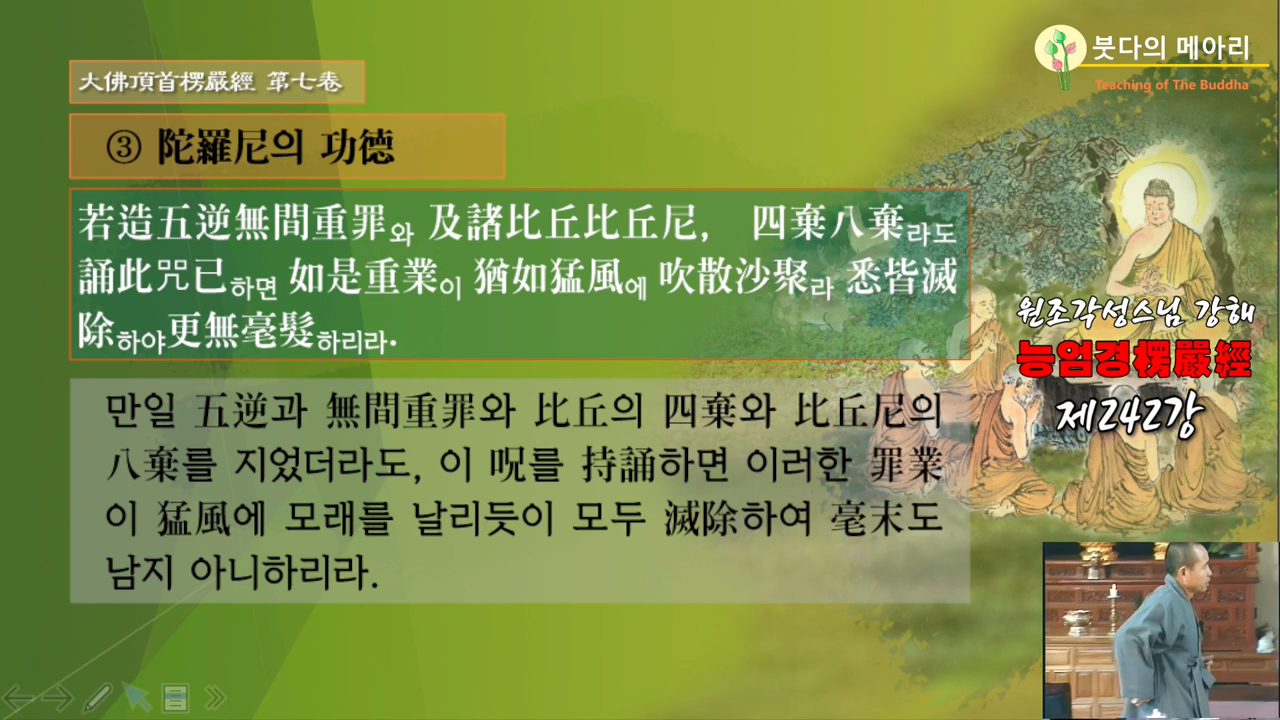 大佛頂首楞嚴經 第七卷
③ 陀羅尼의 功德
若造五逆無間重罪와 及諸比丘比丘尼, 四棄八棄라도
誦此咒已하면 如是重業이 猶如猛風에 吹散沙聚라 悉皆滅
除하야更無毫髮하리라.
만일 五逆과 無間重罪와 比丘의 四棄와 比丘尼의
八棄를 지었더라도, 이 呪를 持誦하면 이러한 罪業
이 猛風에 모래를 날리듯이 모두 滅除하여 毫末도
남지 아니하리라.
붓다의 메아리
Teaching of The Buddha
원조각성스님 강해
능엄경楞嚴經
제242강